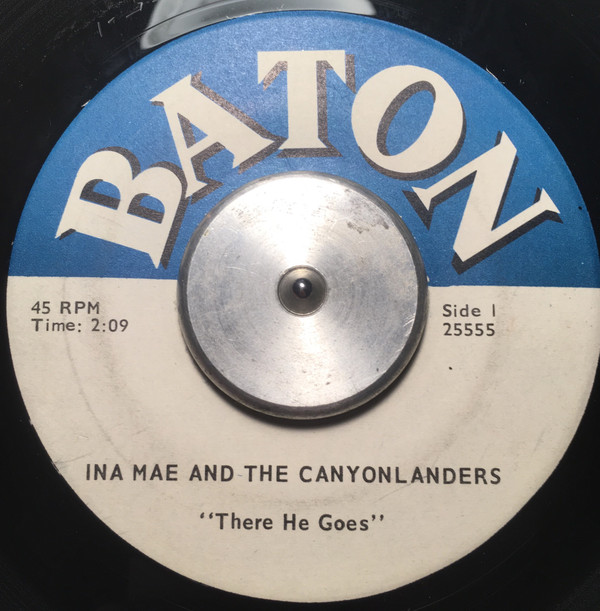 BATON
45 RPM
Time: 2:09
Side 1
25555
INA MAE AND THE CANYONLANDERS
“There He Goes”